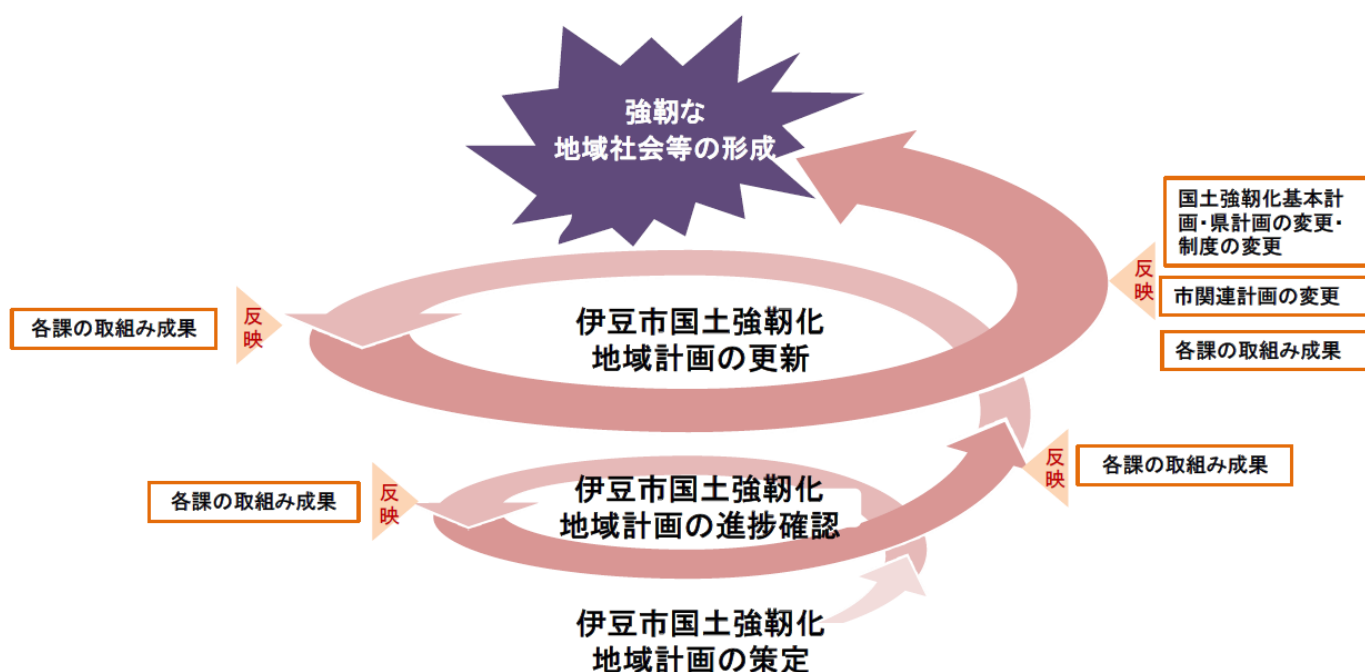 強靭な
地域社会等の形成
国土強靭化基本計
画・県計画の変更・
制度の変更
反映
市関連計画の変更
各課の取組み成果
各課の取組み成果
反映
伊豆市国土強靭化
地域計画の更新
各課の取組み成果
反映
伊豆市国土強靭化
地域計画の進捗確認
反映
各課の取組み成果
伊豆市国土強靭化
地域計画の策定